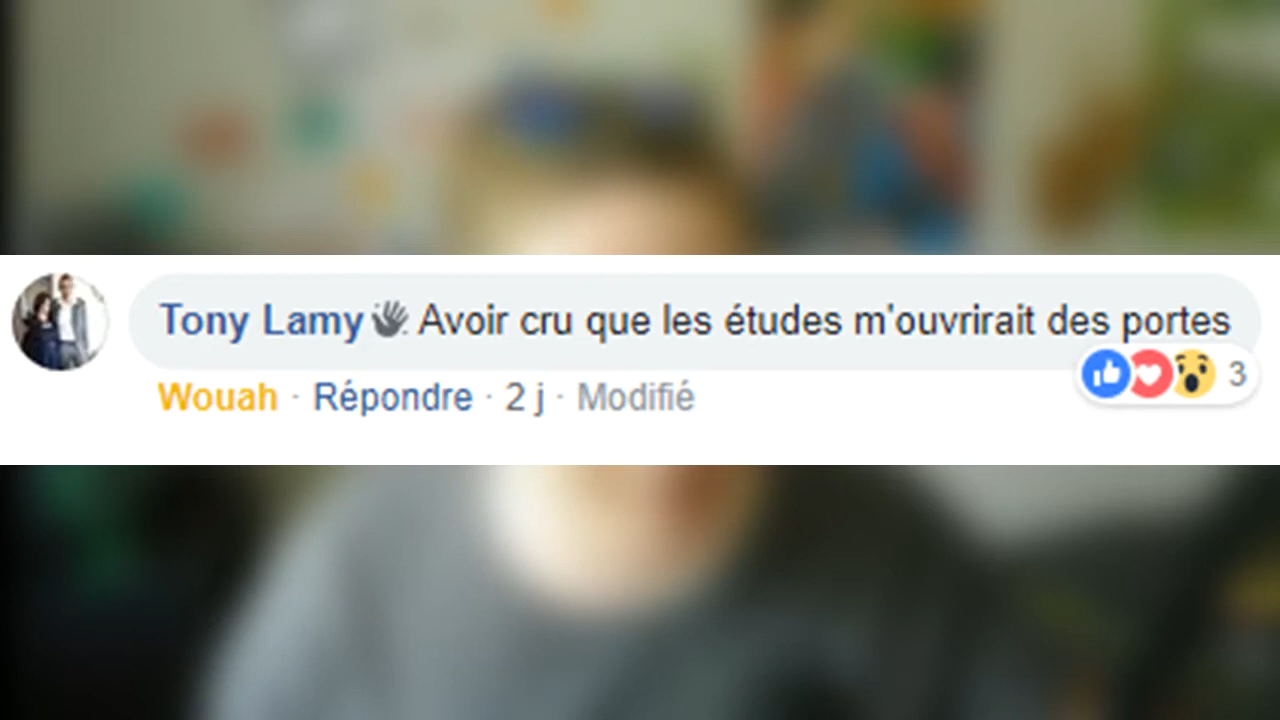 Tony Lamy👋 Avoir cru que les études m'ouvrirait des portes
Wouah · Répondre · 2 j · Modifié 3